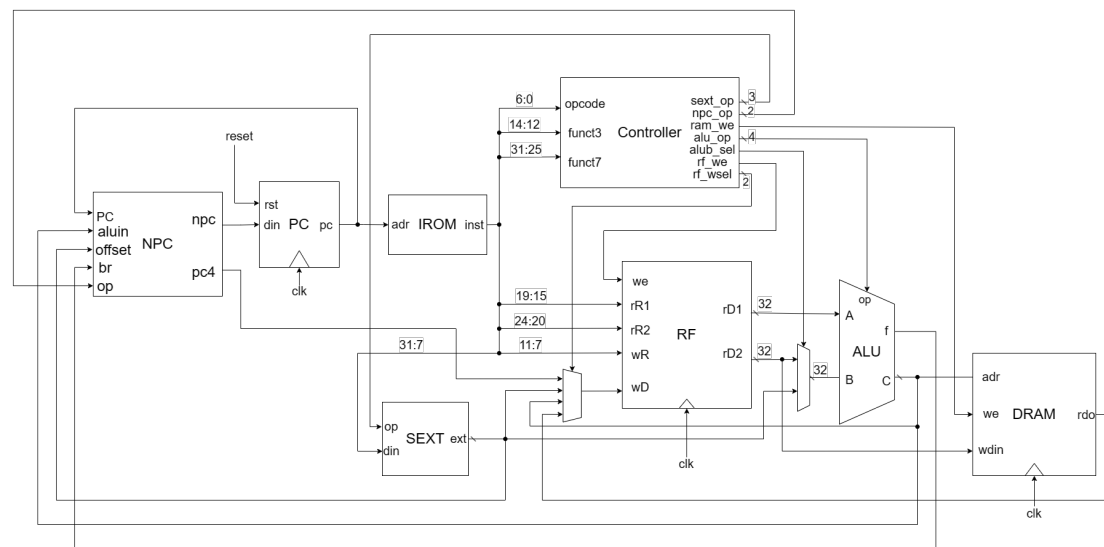 6:0
14:12
31:25
opcode
funct3
funct7
Controller
sext_op
npc_op
ram_we
alu_op
alub_sel
rf_we
rf_wsel
3
2
4
2
reset
PC
aluin
offset
br
op
NPC
npc
pc4
rst
din
PC
pc
clk
adr
IROM
inst
19:15
24:20
31:7
11:7
we
rR1
rR2
wR
wD
RF
rD1
rD2
32
32
clk
op
din
SEXT
ext
32
op
A
B
ALU
f
C
adr
we
wdin
DRAM
rdo
clk